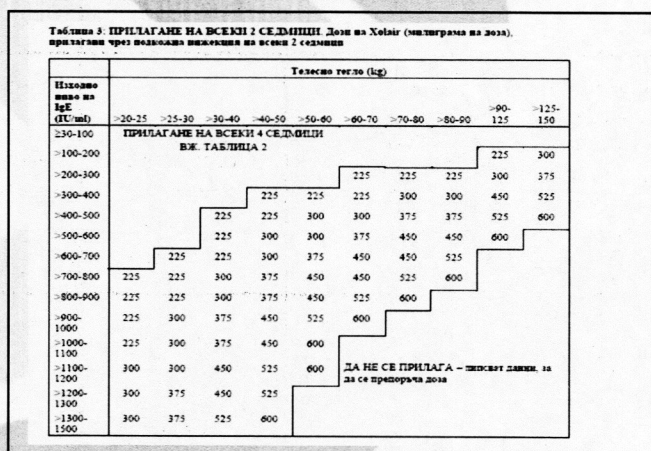 Таблица 3: ПРИЛАГАНЕ НА ВСЕКИ 2 СЕДМИЦИ. Дози на Xolair (милиграма на доза),
прилагани чрез подкожна инжекция на всеки 2 седмици
Телесно тегло (kg)
Изходно
ниво на
IgE
(IU/ml) >20-25 >25-30 >30-40 >40-50 >50-60 >60-70 >70-80 >80-90 >90-125 >125-150
≥30-100 ПРИЛАГАНЕ НА ВСЕКИ 4 СЕДМИЦИ
ВЖ. ТАБЛИЦА 2
>100-200 225 300
>200-300 225 225 225 300 375
>300-400 225 225 225 300 300 450 525
>400-500 225 225 300 300 375 375 525 600
>500-600 225 300 300 375 450 450 600
>600-700 225 225 300 375 450 450 525
>700-800 225 225 300 375 450 450 525 600
>800-900 225 225 300 375 450 525 600
>900-1000 225 300 375 450 525 600
>1000-1100 225 300 375 450 600
>1100-1200 300 300 450 525 600 ДА НЕ СЕ ПРИЛАГА – липсват данни, за
да се препоръча доза
>1200-1300 300 375 450 525
>1300-1500 300 375 525 600